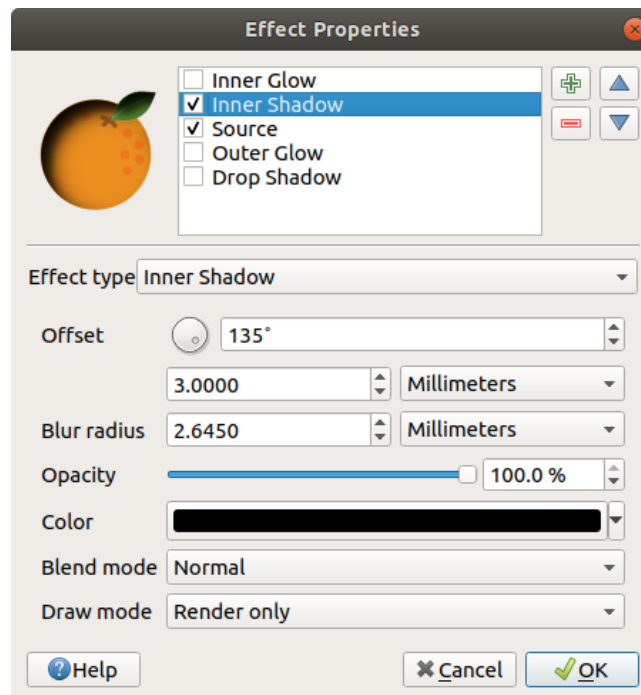 Effect Properties
Inner Glow
Inner Shadow
Source
Outer Glow
Drop Shadow
Effect type Inner Shadow
Offset 135°
3.0000 Millimeters
Blur radius 2.6450 Millimeters
Opacity 100.0 %
Color
Blend mode Normal
Draw mode Render only
Help Cancel OK